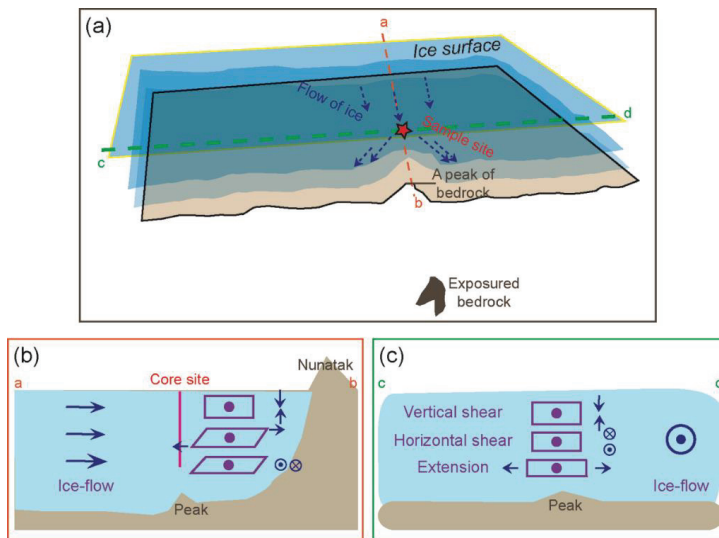 (a)
a
Ice surface
Flow of ice
Sample site
d
c
A peak of
bedrock
b
Exposured
bedrock
(b)
a
Nunatak
b
Core site
Ice-flow
Peak
(c)
c
d
Vertical shear
Horizontal shear
Extension
Ice-flow
Peak